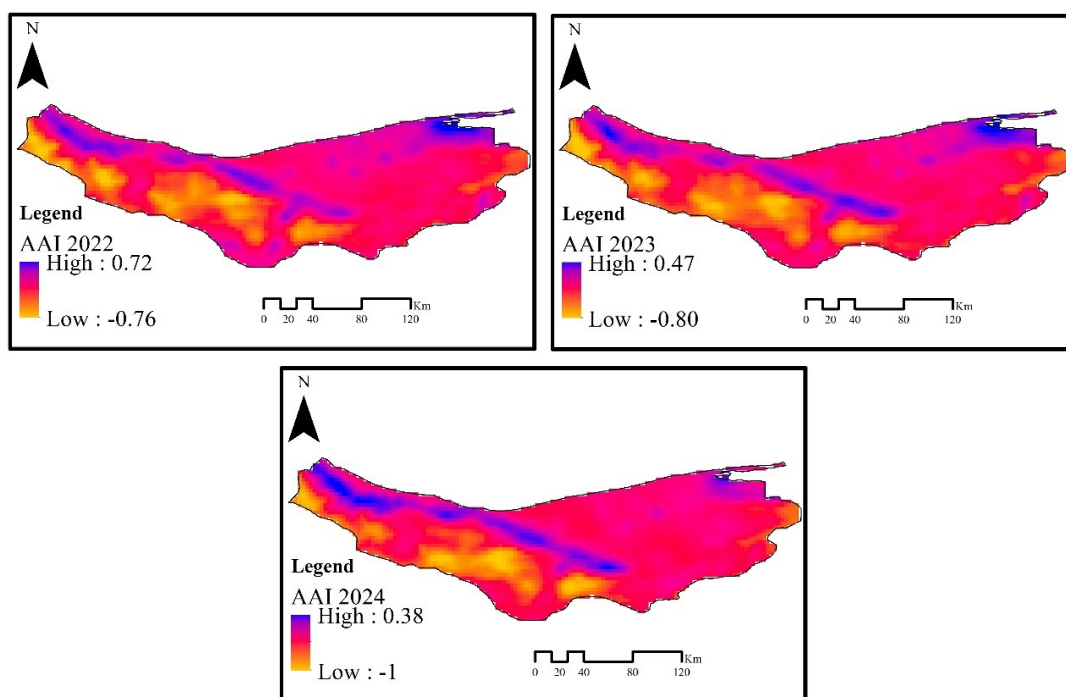 N
Legend
AAI 2022
High : 0.72
Low : -0.76
Km
0 20 40 80 120
N
Legend
AAI 2023
High : 0.47
Low : -0.80
Km
0 20 40 80 120
N
Legend
AAI 2024
High : 0.38
Low : -1
Km
0 20 40 80 120